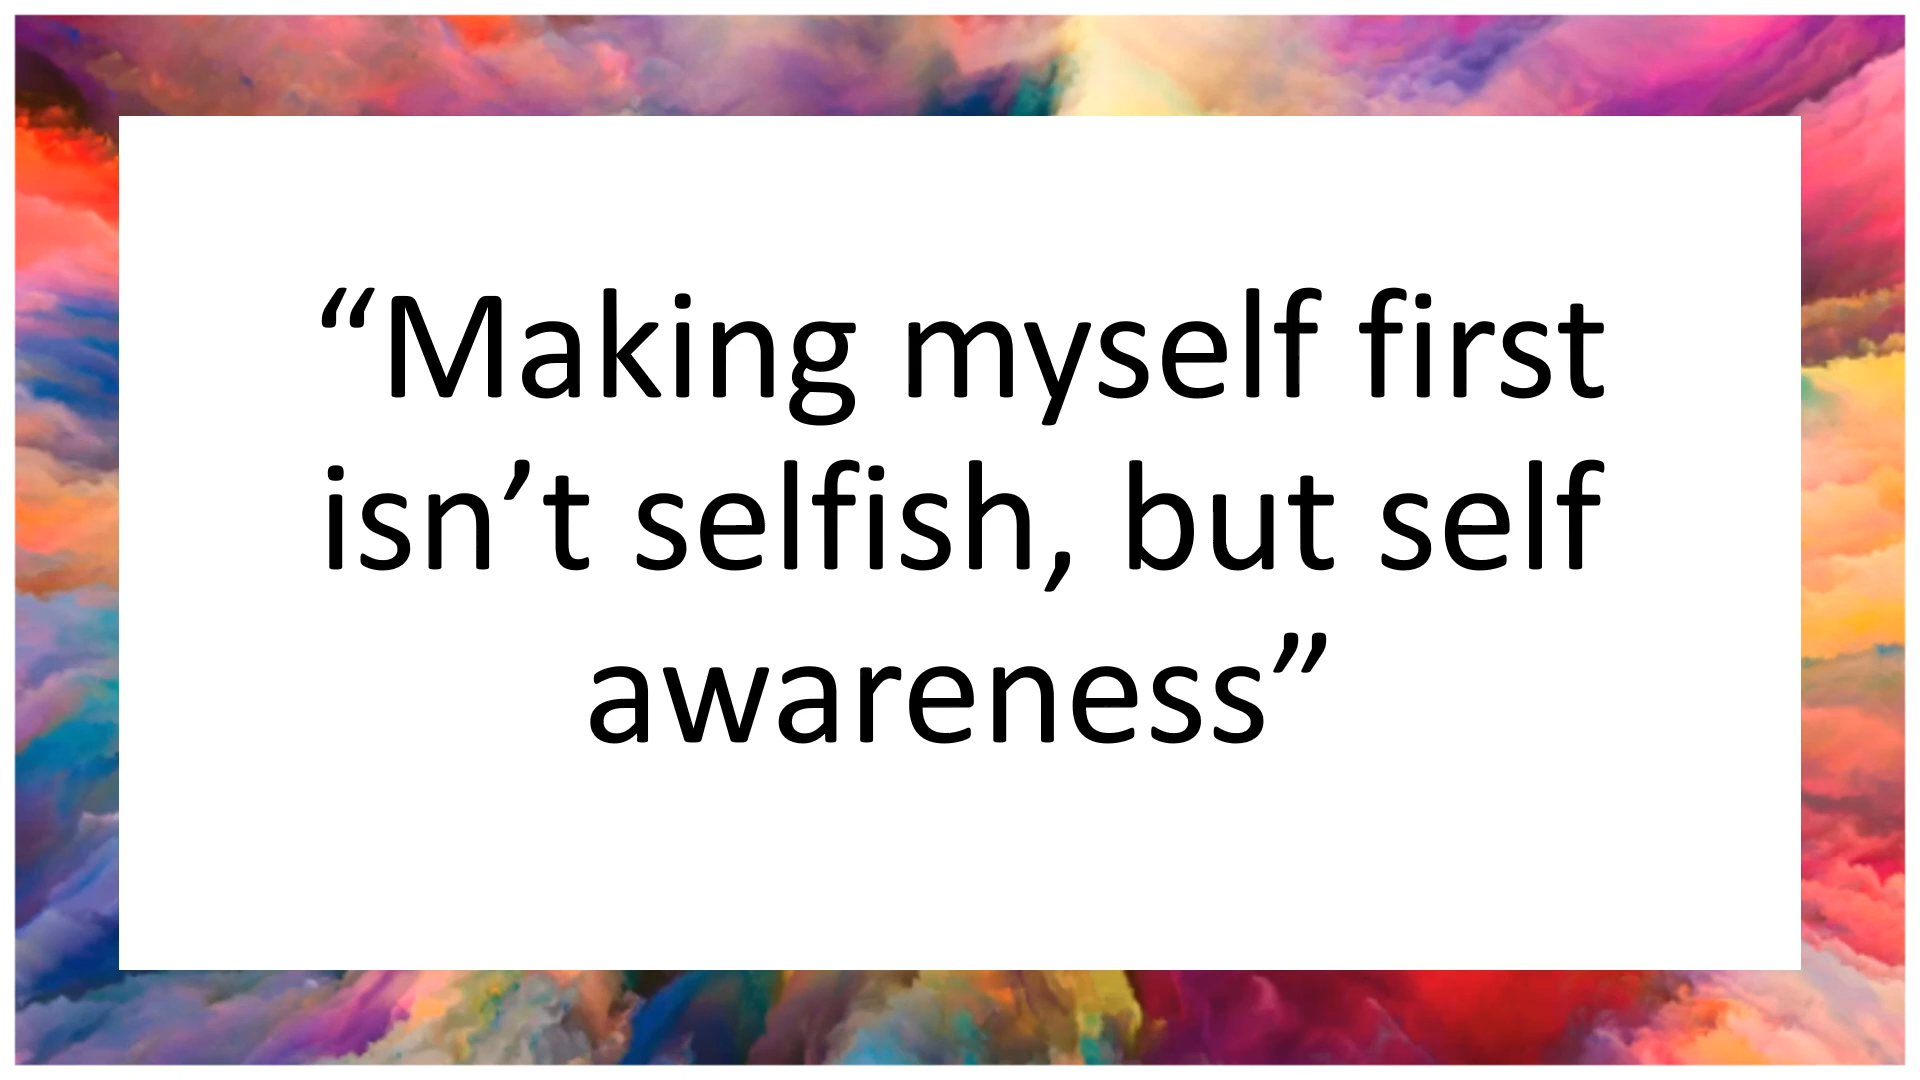 “Making myself first
isn’t selfish, but self
awareness”